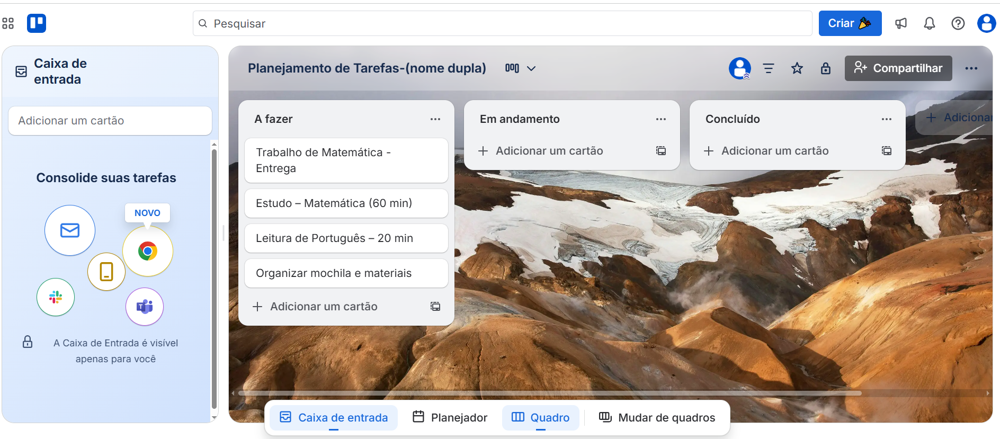 Pesquisar
Criar
Caixa de
entrada
Adicionar um cartão
Consolide suas tarefas
NOVO
A Caixa de Entrada é visível
apenas para você
Planejamento de Tarefas-(nome dupla)
Compartilhar
A fazer
Trabalho de Matemática -
Entrega
Estudo – Matemática (60 min)
Leitura de Português – 20 min
Organizar mochila e materiais
Adicionar um cartão
Em andamento
Adicionar um cartão
Concluído
Adicionar um cartão
Adicionar
Caixa de entrada
Planejador
Quadro
Mudar de quadros